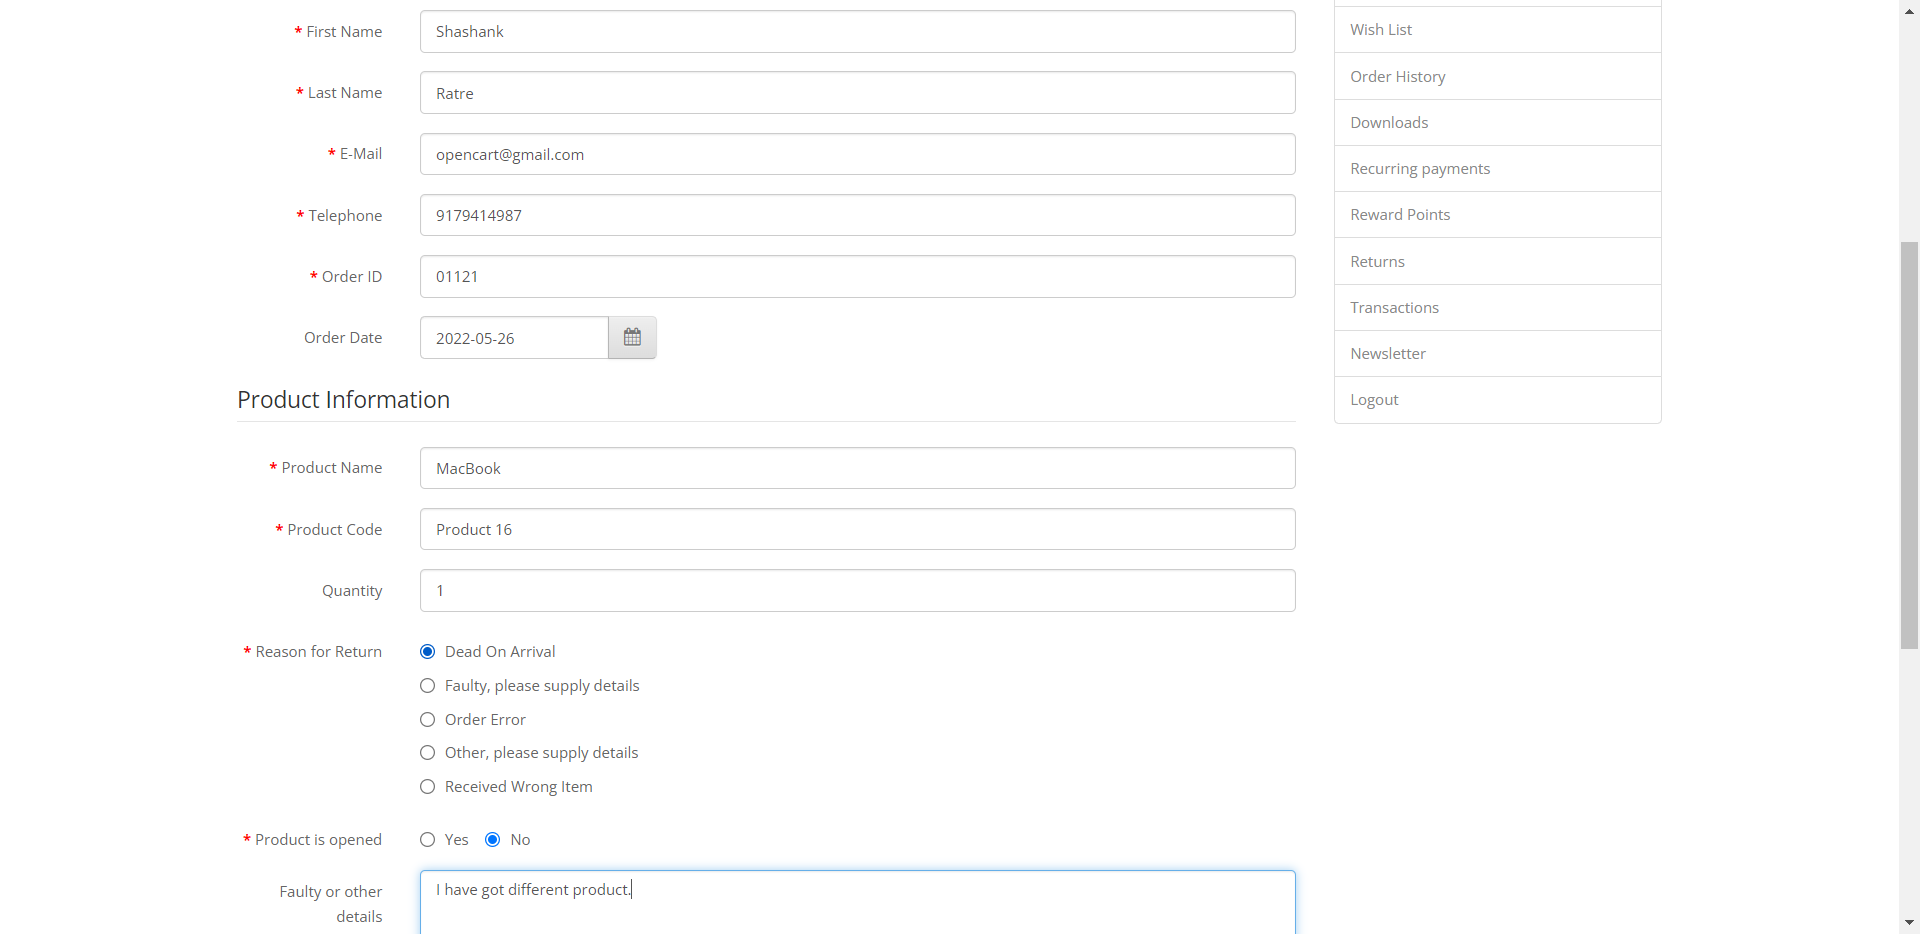 * First Name
Shashank
* Last Name
Ratre
* E-Mail
opencart@gmail.com
* Telephone
9179414987
* Order ID
01121
Order Date
2022-05-26
Product Information
* Product Name
MacBook
* Product Code
Product 16
Quantity
1
* Reason for Return
Dead On Arrival
Faulty, please supply details
Order Error
Other, please supply details
Received Wrong Item
* Product is opened
Yes No
Faulty or other
details
I have got different product.
Wish List
Order History
Downloads
Recurring payments
Reward Points
Returns
Transactions
Newsletter
Logout